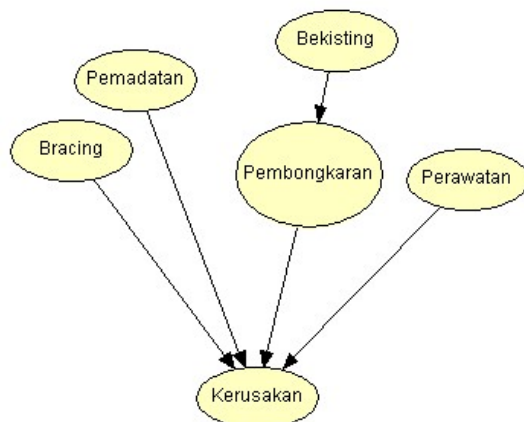 Bekisting
Pemadatan
Bracing
Pembongkaran
Perawatan
Kerusakan